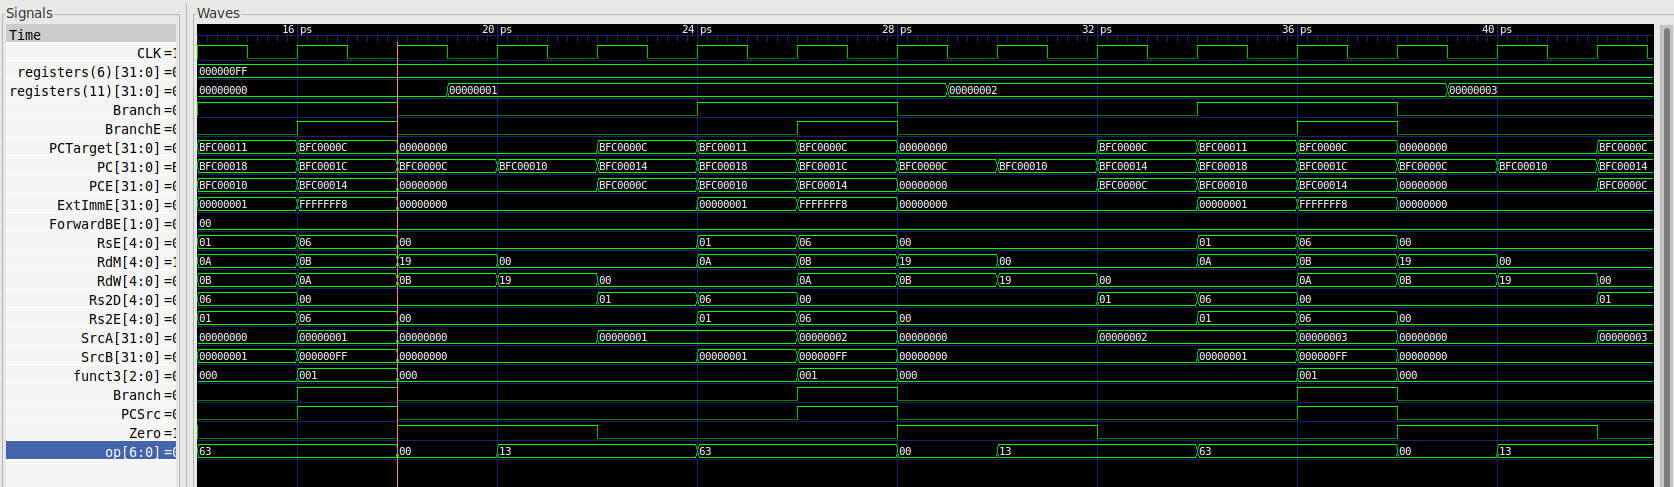 Signals Waves
Time 16 ps 20 ps 24 ps 28 ps 32 ps 36 ps 40 ps
CLK=1
registers(6)[31:0]=0 000000FF
registers(11)[31:0]=0 00000000 00000001 00000002 00000003
Branch=0
BranchE=0
PCTarget[31:0]=0 BFC00011 BFC0000C 00000000 BFC0000C BFC00011 BFC0000C 00000000 BFC0000C BFC00011 BFC0000C 00000000 BFC0000C
PC[31:0]=B BFC00018 BFC0001C BFC0000C BFC00010 BFC00014 BFC00018 BFC0001C BFC0000C BFC00010 BFC00014 BFC00018 BFC0001C BFC0000C BFC00010 BFC00014
PCE[31:0]=0 BFC00010 BFC00014 00000000 BFC0000C BFC00010 BFC00014 00000000 BFC0000C BFC00010 BFC00014 00000000 BFC0000C
ExtImmE[31:0]=0 00000001 FFFFFFF8 00000000 00000001 FFFFFFF8 00000000 00000001 FFFFFFF8 00000000
ForwardBE[1:0]=0 00
RsE[4:0]=0 01 06 00 01 06 00 01 06 00
RdM[4:0]=1 0A 0B 19 00 0A 0B 19 00 0A 0B 19 00
RdW[4:0]=0 0B 0A 0B 19 00 0A 0B 19 00 0A 0B 19 00
Rs2D[4:0]=0 06 00 01 06 00 01 06 00 01
Rs2E[4:0]=0 01 06 00 01 06 00 01 06 00
SrcA[31:0]=0 00000000 00000001 00000000 00000001 00000002 00000000 00000002 00000003 00000000 00000003
SrcB[31:0]=0 00000001 000000FF 00000000 00000001 000000FF 00000000 00000001 000000FF 00000000
funct3[2:0]=0 000 001 000 001 000 001 000
Branch=0
PCSrc=0
Zero=1
op[6:0]=0 63 00 13 63 00 13 63 00 13